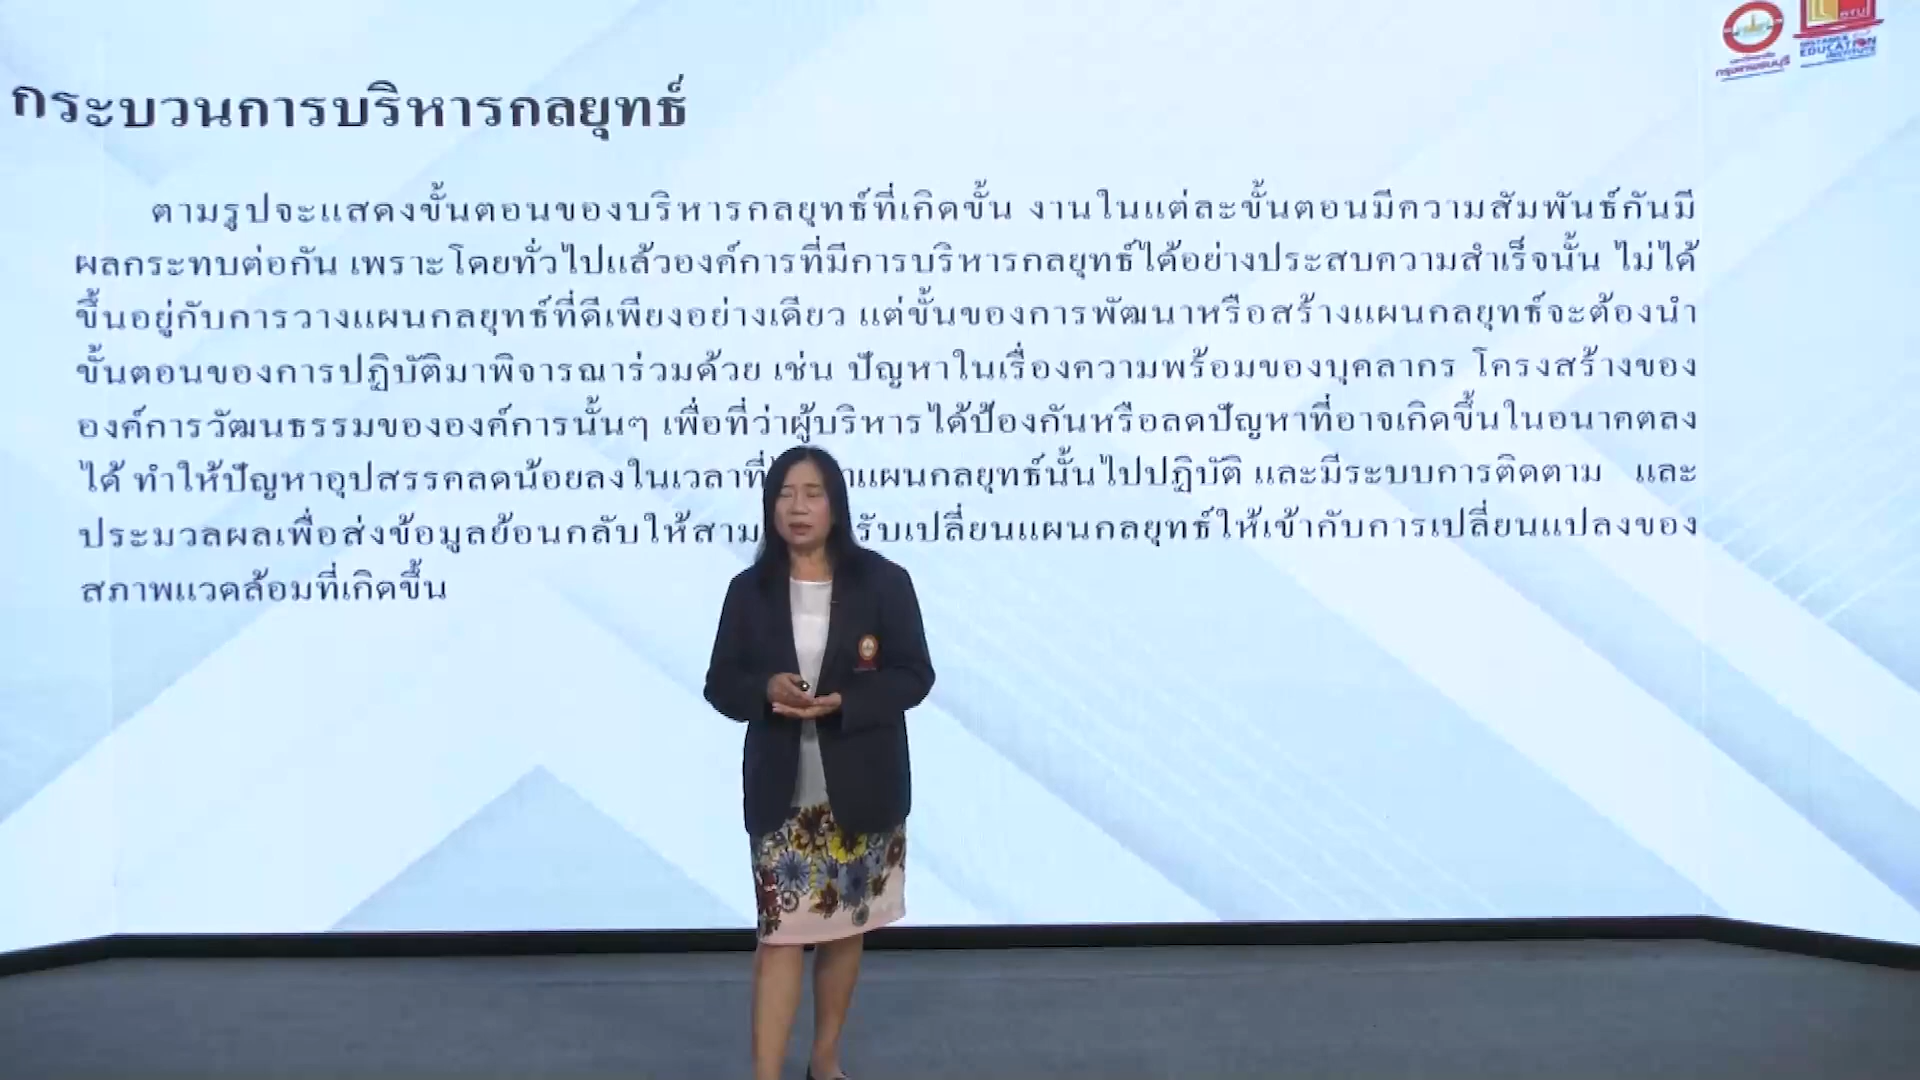 มหาวิทยาลัย
กรุงเทพธนบุรี
EDUCATION
INSTITUTE
กระบวนการบริหารกลยุทธ์
ตามรูปจะแสดงขั้นตอนของบริหารกลยุทธ์ที่เกิดขั้น งานในแต่ละขั้นตอนมีความสัมพันธ์กันมี
ผลกระทบต่อกัน เพราะโดยทั่วไปแล้วองค์การที่มีการบริหารกลยุทธ์ได้อย่างประสบความสำเร็จนั้น ไม่ได้
ขึ้นอยู่กับการวางแผนกลยุทธ์ที่ดีเพียงอย่างเดียว แต่ขั้นของการพัฒนาหรือสร้างแผนกลยุทธ์จะต้องนำ
ขั้นตอนของการปฏิบัติมาพิจารณาร่วมด้วย เช่น ปัญหาในเรื่องความพร้อมของบุคลากร โครงสร้างของ
องค์การวัฒนธรรมขององค์การนั้นๆ เพื่อที่ว่าผู้บริหารได้ป้องกันหรือลดปัญหาที่อาจเกิดขึ้นในอนาคตลง
ได้ ทำให้ปัญหาอุปสรรคลดน้อยลงในเวลาที่ แผนกลยุทธ์นั้นไปปฏิบัติ และมีระบบการติดตาม และ
ประมวลผลเพื่อส่งข้อมูลย้อนกลับให้สาม รับเปลี่ยนแผนกลยุทธ์ให้เข้ากับการเปลี่ยนแปลงของ
สภาพแวดล้อมที่เกิดขึ้น